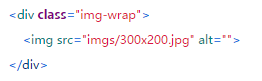 <div class="img-wrap">
<img src="imgs/300x200.jpg" alt="">
</div>